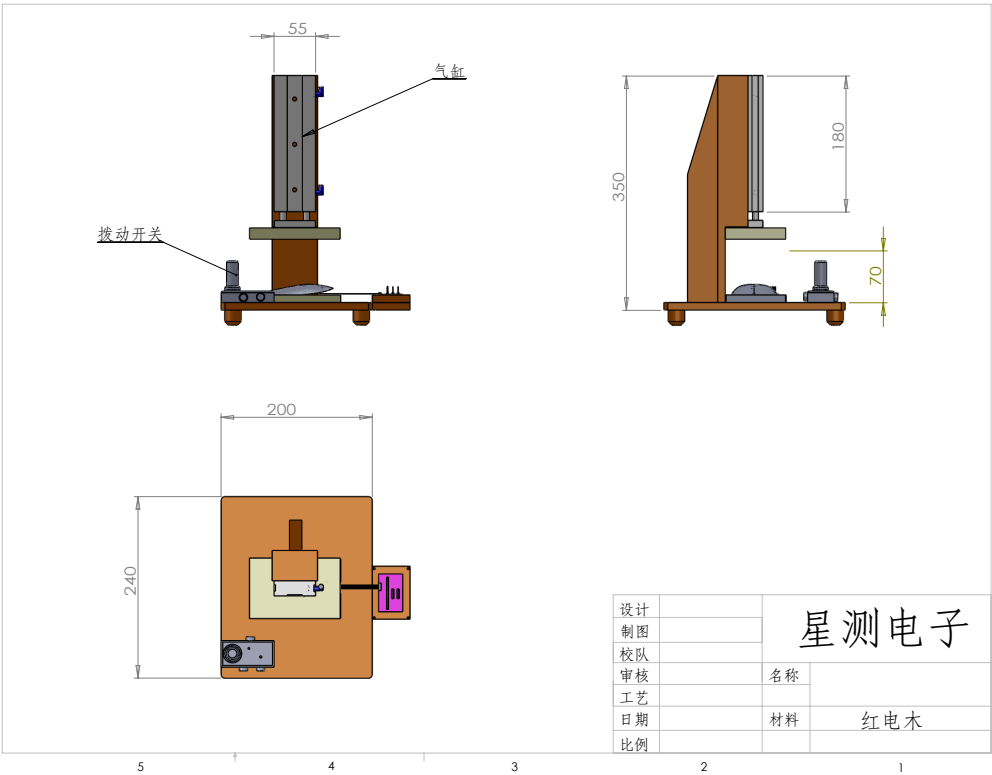 55
气缸
180
350
拨动开关
70
200
240
设计
星测电子
制图
校队
审核 名称
工艺
日期 材料 红电木
比例
5 4 3 2 1